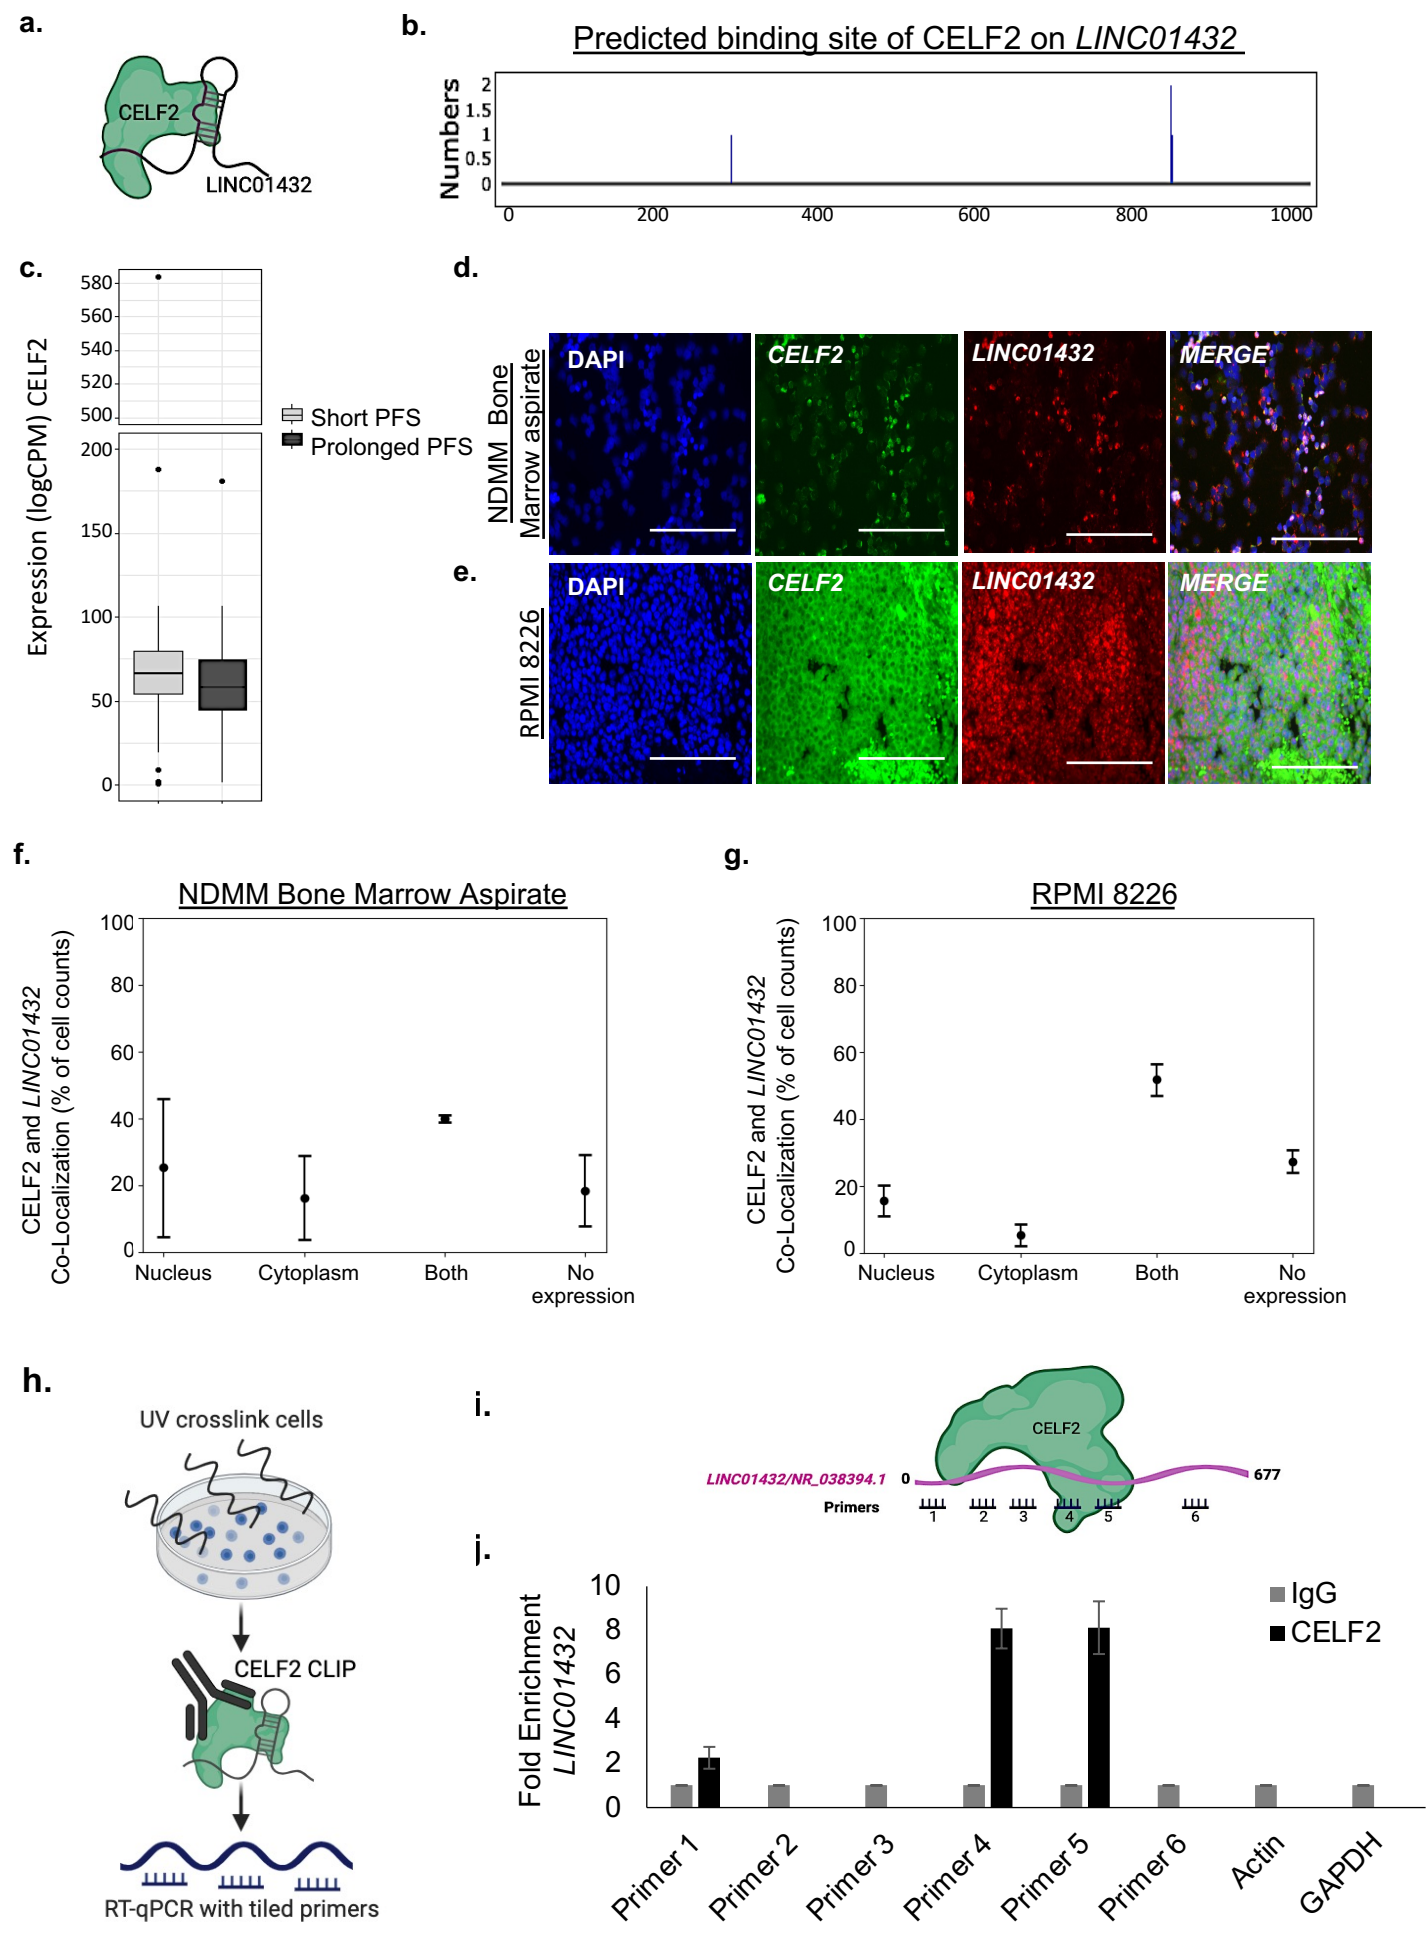 a.
CELF2
LINC01432
b.
Predicted binding site of CELF2 on LINC01432
Numbers
2
1.5
1
0.5
0
0 200 400 600 800 1000
c.
Expression (logCPM) CELF2
580
560
540
520
500
200
150
100
50
0
Short PFS
Prolonged PFS
d.
NDMM Bone
Marrow aspirate
DAPI CELF2 LINC01432 MERGE
e.
RPMI 8226
DAPI CELF2 LINC01432 MERGE
f.
NDMM Bone Marrow Aspirate
CELF2 and LINC01432
Co-Localization (% of cell counts)
100
80
60
40
20
0
Nucleus Cytoplasm Both No
expression
g.
RPMI 8226
CELF2 and LINC01432
Co-Localization (% of cell counts)
100
80
60
40
20
0
Nucleus Cytoplasm Both No
expression
h.
UV crosslink cells
CELF2 CLIP
RT-qPCR with tiled primers
i.
CELF2
LINC01432/NR_038394.1 0 677
Primers
1 2 3 4 5 6
j.
Fold Enrichment
LINC01432
10
8
6
4
2
0
IgG
CELF2
Primer 1 Primer 2 Primer 3 Primer 4 Primer 5 Primer 6 Actin GAPDH